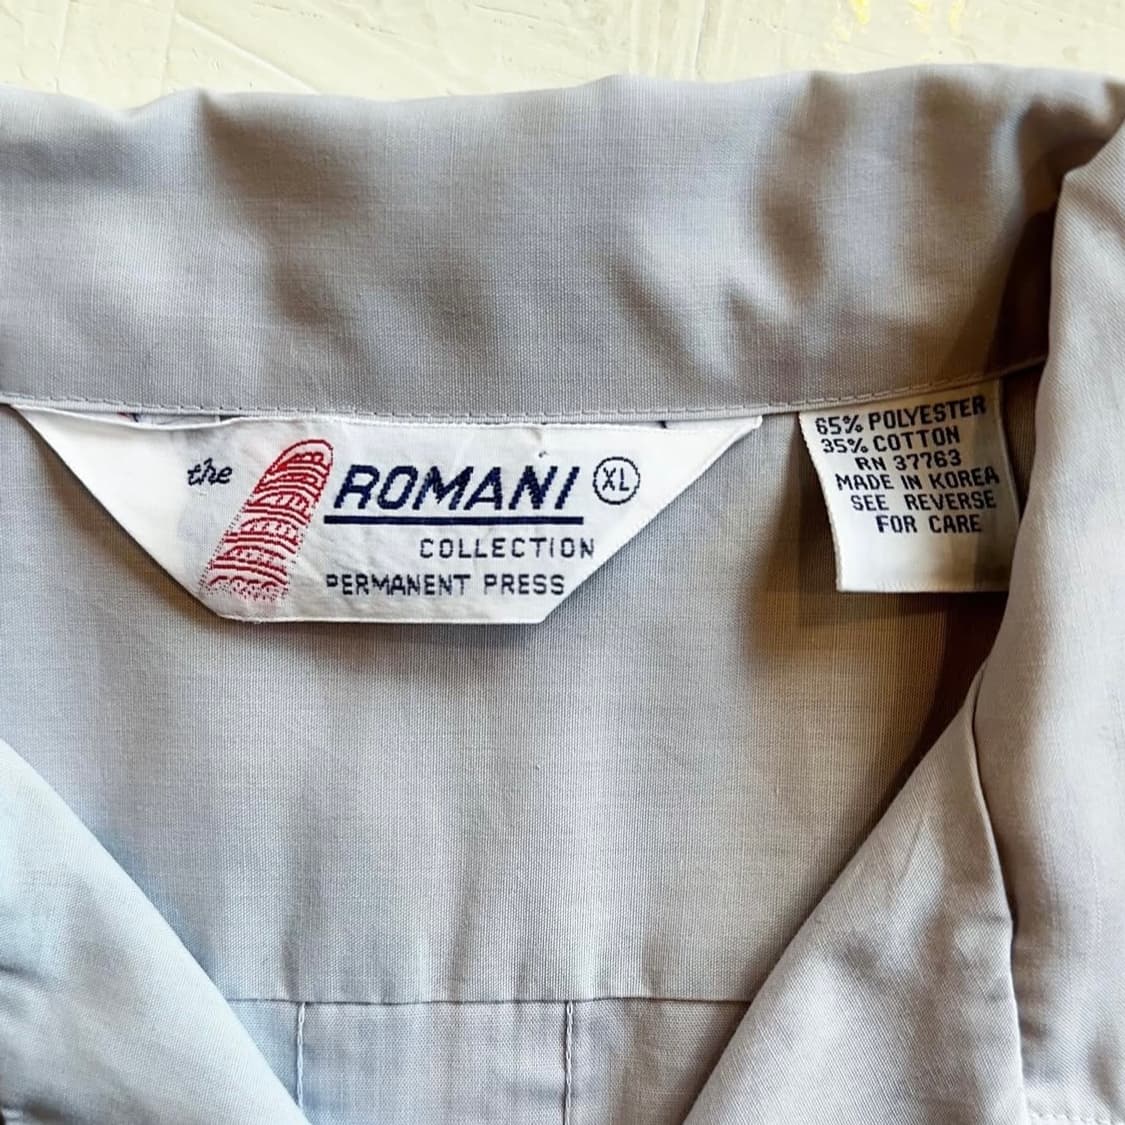 the ROMANI XL
COLLECTION
PERMANENT PRESS
65% POLYESTER
35% COTTON
RN 37763
MADE IN KOREA
SEE REVERSE
FOR CARE